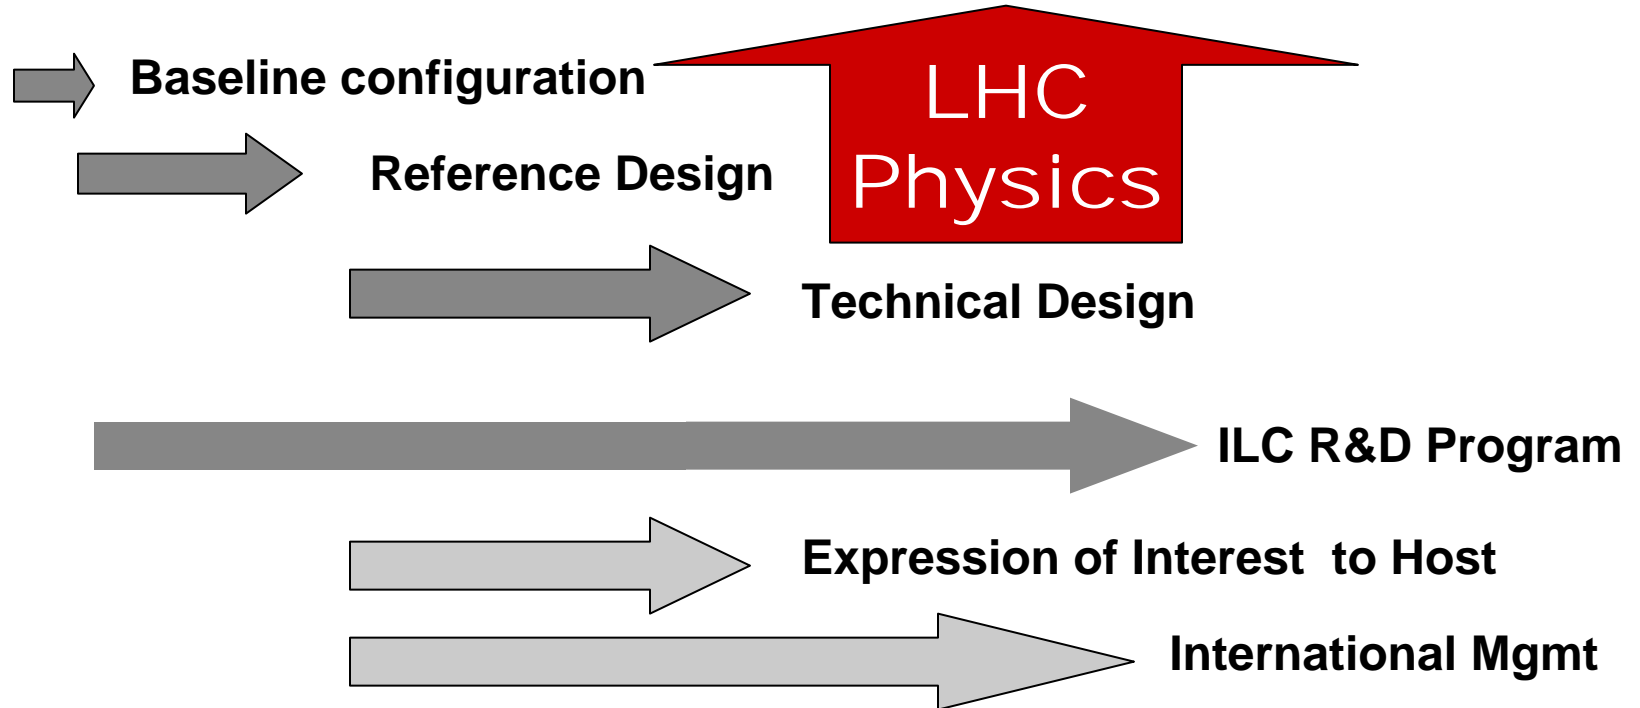 Baseline configuration
LHC
Physics
Reference Design
Technical Design
ILC R&D Program
Expression of Interest  to Host
International Mgmt